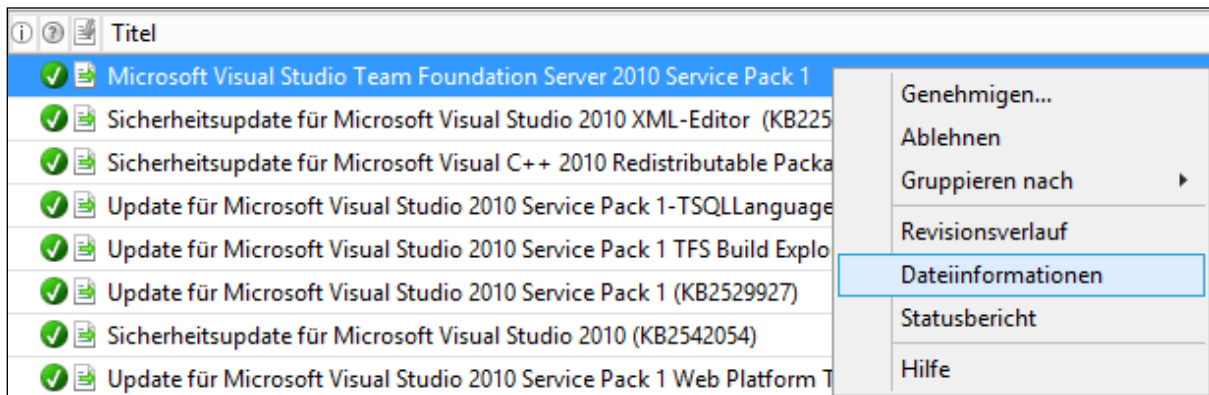 Titel
Microsoft Visual Studio Team Foundation Server 2010 Service Pack 1
Sicherheitsupdate für Microsoft Visual Studio 2010 XML-Editor (KB225
Sicherheitsupdate für Microsoft Visual C++ 2010 Redistributable Packa
Update für Microsoft Visual Studio 2010 Service Pack 1-TSQLLanguage
Update für Microsoft Visual Studio 2010 Service Pack 1 TFS Build Explo
Update für Microsoft Visual Studio 2010 Service Pack 1 (KB2529927)
Sicherheitsupdate für Microsoft Visual Studio 2010 (KB2542054)
Update für Microsoft Visual Studio 2010 Service Pack 1 Web Platform T
Genehmigen...
Ablehnen
Gruppieren nach
Revisionsverlauf
Dateiinformationen
Statusbericht
Hilfe